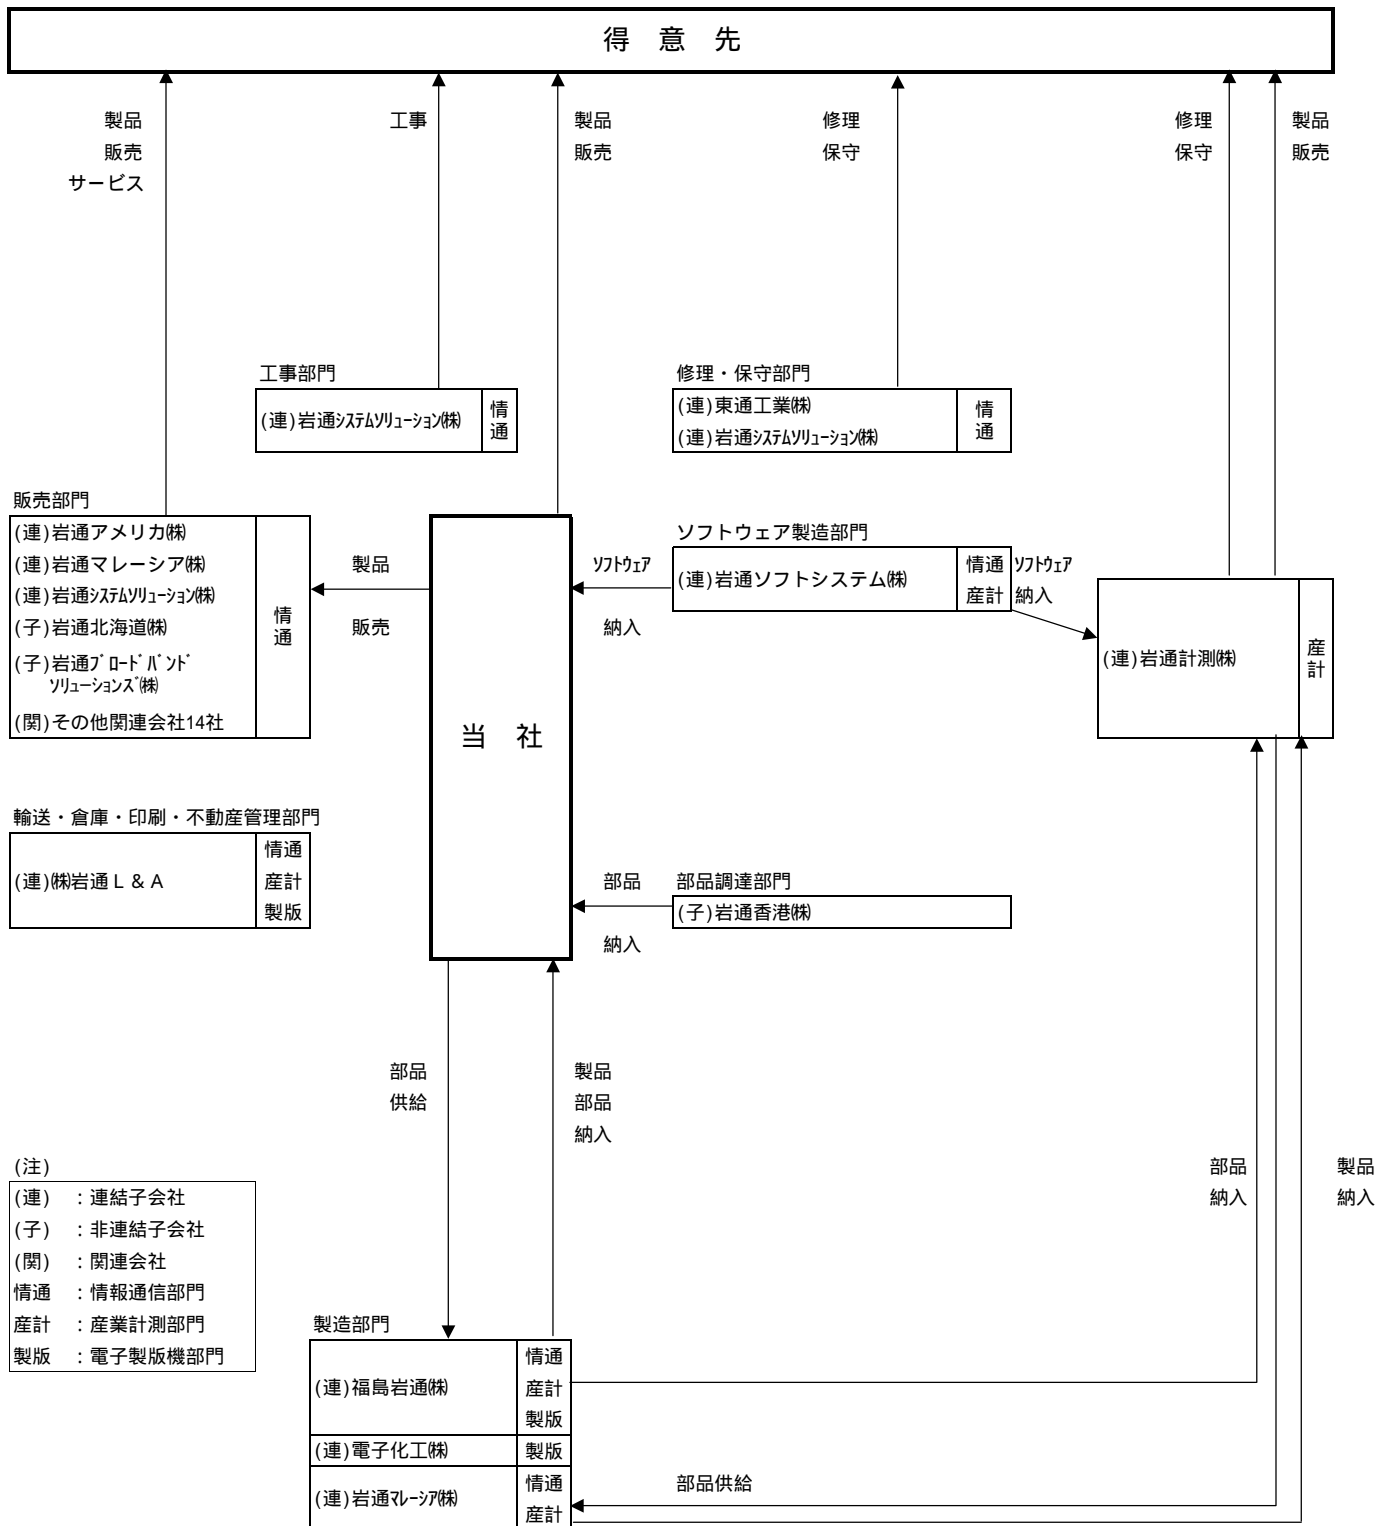 得 意 先
製品
販売
サービス
工事
製品
販売
修理
保守
修理
保守
製品
販売
工事部門
(連)岩通システムソリューション㈱
情
通
修理・保守部門
(連)東通工業㈱
(連)岩通システムソリューション㈱
情
通
販売部門
(連)岩通アメリカ㈱
(連)岩通マレーシア㈱
(連)岩通システムソリューション㈱
(子)岩通北海道㈱
(子)岩通ブロードバンド
ソリューションズ㈱
(関)その他関連会社14社
情
通
製品
販売
当 社
ソフトウェア
納入
ソフトウェア製造部門
(連)岩通ソフトシステム㈱
情通
産計
ソフトウェア
納入
(連)岩通計測㈱
産
計
輸送・倉庫・印刷・不動産管理部門
(連)㈱岩通L&A
情通
産計
製版
部品
納入
部品調達部門
(子)岩通香港㈱
部品
供給
製品
部品
納入
部品
納入
製品
納入
(注)
(連) :連結子会社
(子) :非連結子会社
(関) :関連会社
情通 :情報通信部門
産計 :産業計測部門
製版 :電子製版機部門
製造部門
(連)福島岩通㈱
情通
産計
製版
(連)電子化工㈱
製版
(連)岩通マレーシア㈱
情通
産計
部品供給